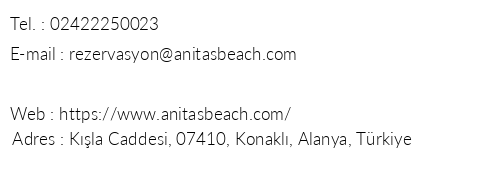 Tel. : 02422250023
E-mail : rezervasyon@anitasbeach.com
Web : https://www.anitasbeach.com/
Adres : Kışla Caddesi, 07410, Konaklı, Alanya, Türkiye